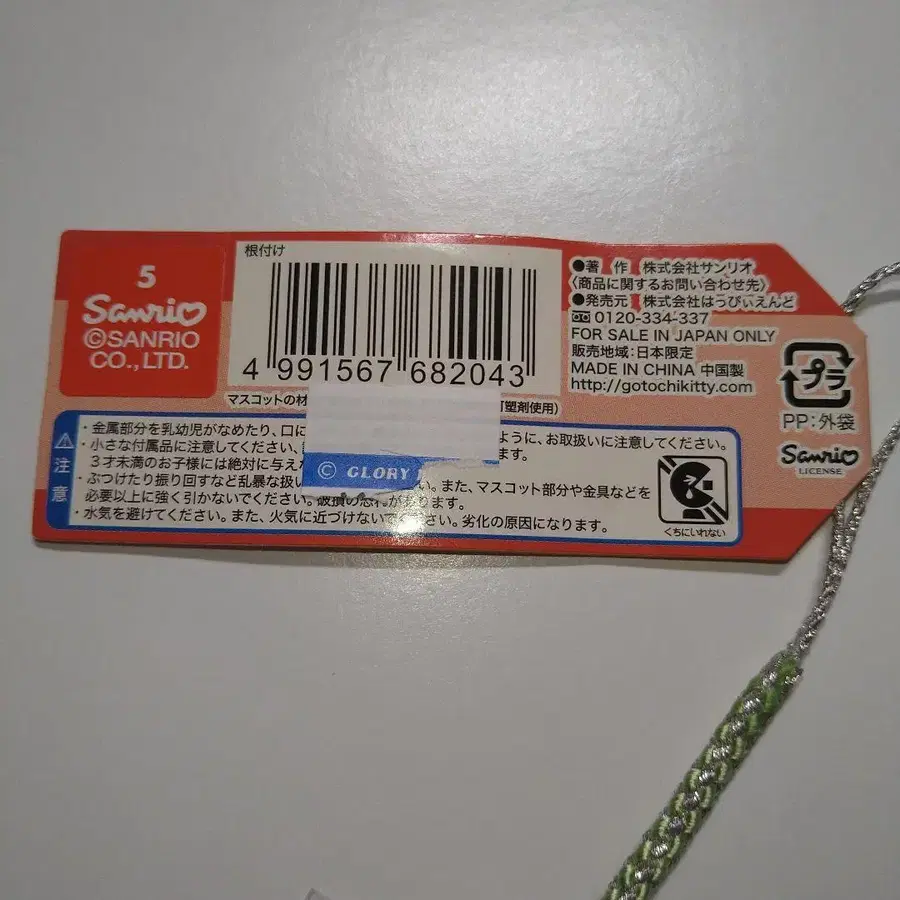 5
Sanrio
©SANRIO
CO., LTD.
根付け
4 991567 682043
マスコットの材
可塑剤使用)
●著 作 株式会社サンリオ
〈商品に関するお問い合わせ先〉
●発売元 株式会社はっぴぃえんど
0120-334-337
FOR SALE IN JAPAN ONLY
販売地域:日本限定
MADE IN CHINA 中国製
http://gotochikitty.com
プラ
PP:外袋
Sanrio
LICENSE
注意
・金属部分を乳幼児がなめたり、口に
ように、お取扱いに注意してください。
・小さな付属品に注意してください。
ます。
3才未満のお子様には絶対に与え
・ぶつけたり振り回すなど乱暴な扱い
い。また、マスコット部分や金具などを
必要以上に強く引かないでください。破損の恐れがあります。
・水気を避けてください。また、火気に近づけないで
さい。劣化の原因になります。
© GLORY
くちにいれない